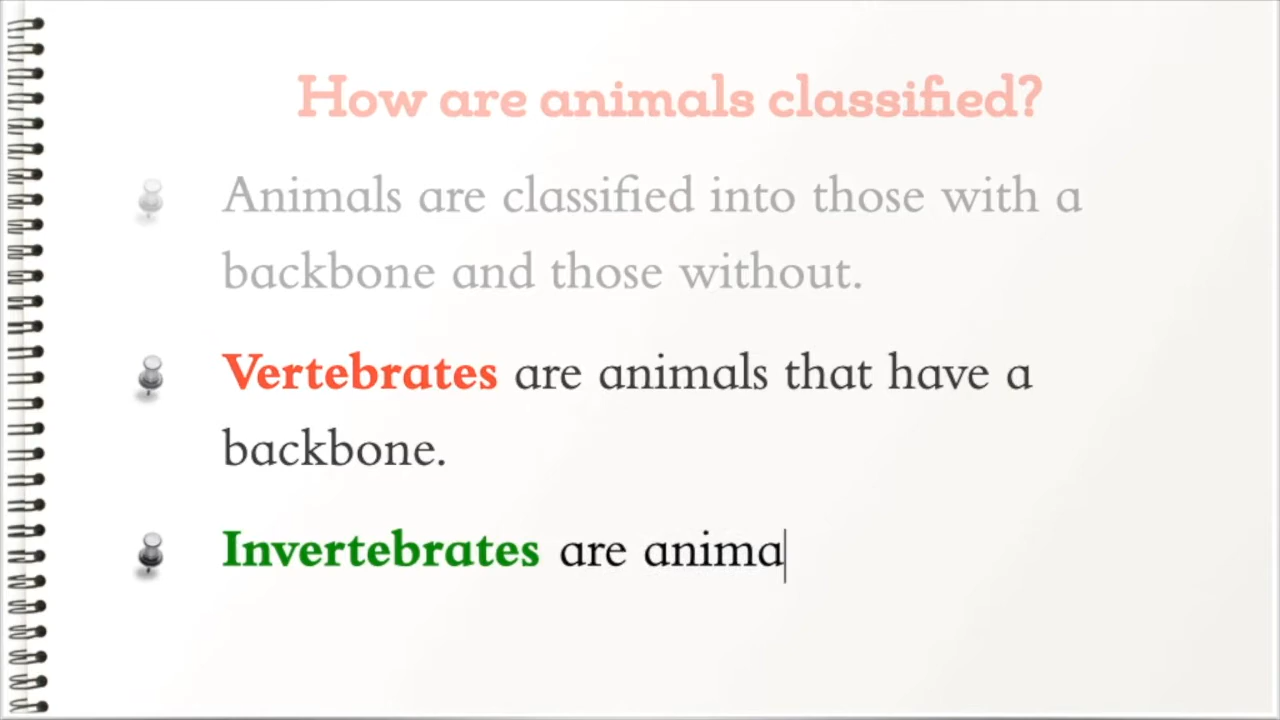 How are animals classified?
Animals are classified into those with a
backbone and those without.
Vertebrates are animals that have a
backbone.
Invertebrates are anima